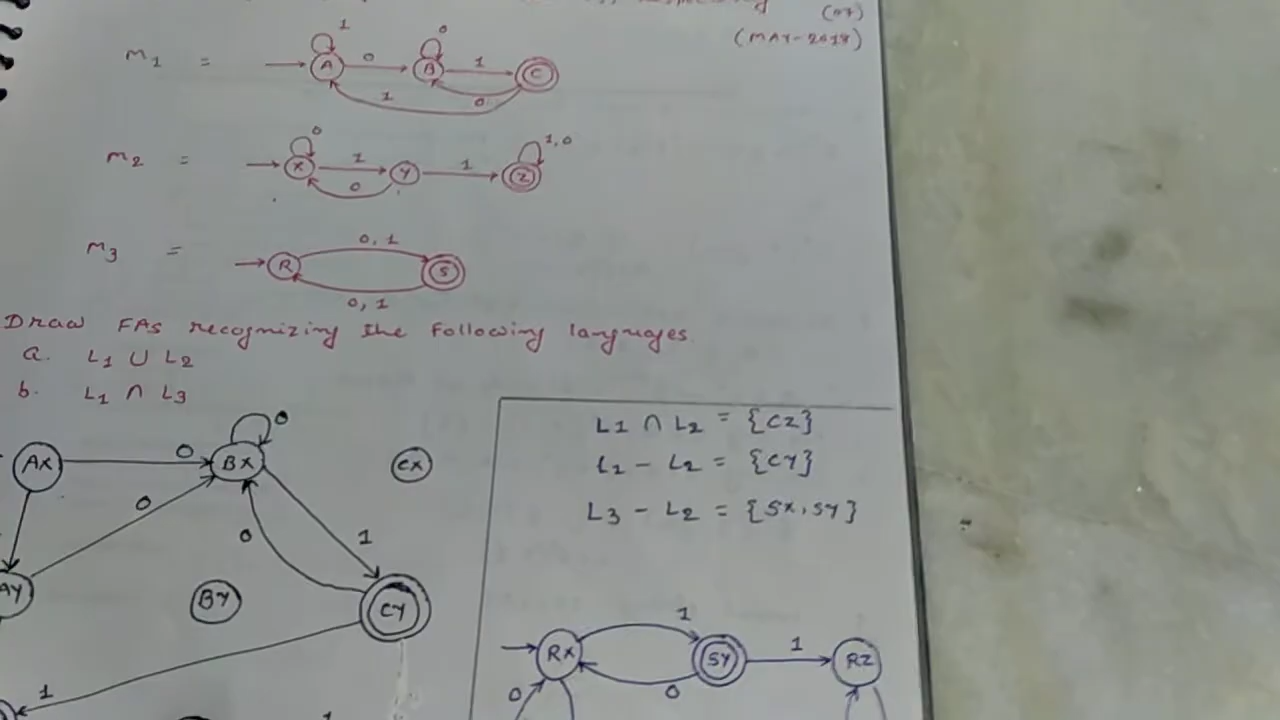 (07)
(MAY-2018)
M1 =
1
A
0
0
B
1
C
0
1
M2 =
0
X
1
Y
0
1
Z
1,0
M3 =
R
0, 1
S
0, 1
Draw FAs recognizing the following languages.
a. L1 ∪ L2
b. L1 ∩ L3
AX
0
BX
0
CX
AY
0
BY
0
1
CY
1
1
L1 ∩ L2 = {CZ}
L1 - L2 = {CY}
L3 - L2 = {SX, SY}
RX
1
SY
1
RZ
0
0